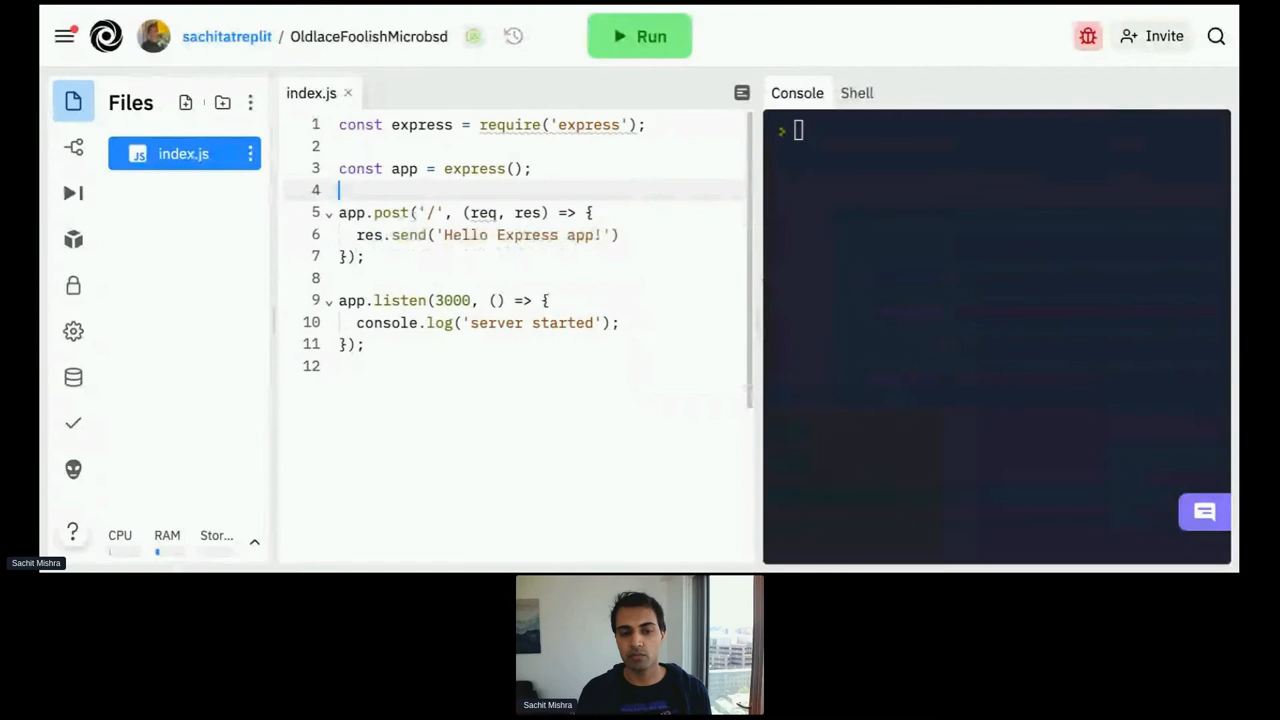 sachitatreplit / OldlaceFoolishMicrobsd
Run
Invite
Files
index.js
index.js
Console
Shell
1 const express = require('express');
2
3 const app = express();
4
5 app.post('/', (req, res) => {
6 res.send('Hello Express app!')
7 });
8
9 app.listen(3000, () => {
10 console.log('server started');
11 });
12
CPU
RAM
Stor...
Sachit Mishra
Sachit Mishra